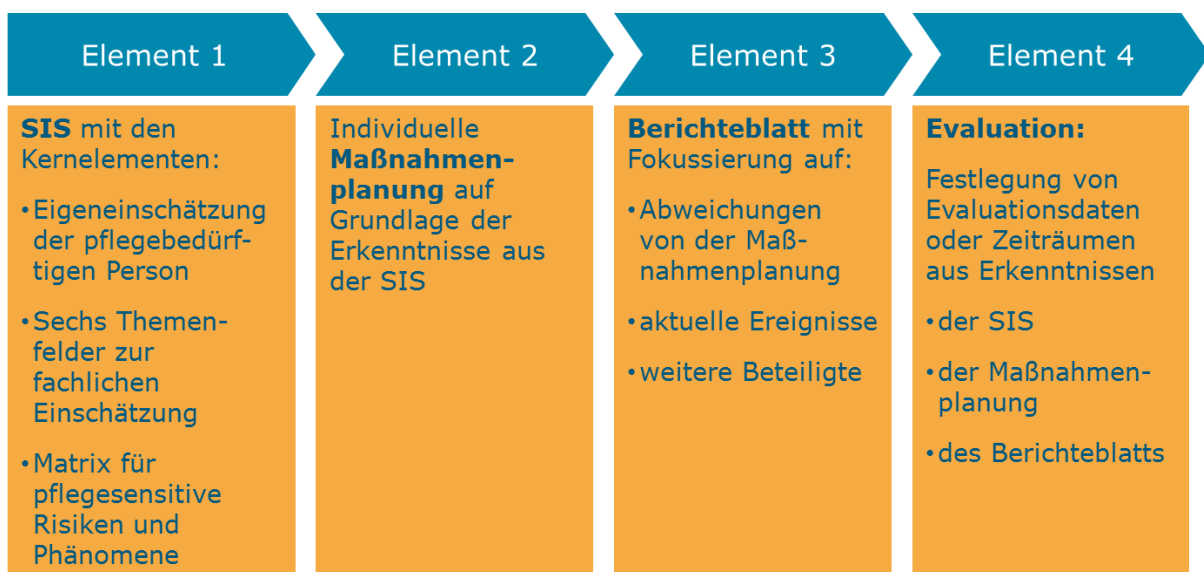 Element 1
SIS mit den
Kernelementen:
•Eigeneinschätzung
der pflegebedürf-
tigen Person
•Sechs Themen-
felder zur
fachlichen
Einschätzung
•Matrix für
pflegesensitive
Risiken und
Phänomene
Element 2
Individuelle
Maßnahmen-
planung auf
Grundlage der
Erkenntnisse aus
der SIS
Element 3
Berichteblatt mit
Fokussierung auf:
•Abweichungen
von der Maß-
nahmenplanung
•aktuelle Ereignisse
•weitere Beteiligte
Element 4
Evaluation:
Festlegung von
Evaluationsdaten
oder Zeiträumen
aus Erkenntnissen
•der SIS
•der Maßnahmen-
planung
•des Berichteblatts